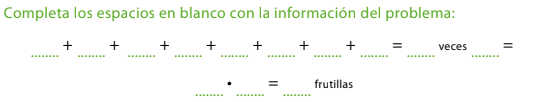 Completa los espacios en blanco con la información del problema:
........ + ........ + ........ + ........ + ........ + ........ + ........ + ........ = ........ veces ........ =
........ • ........ = ........ frutillas